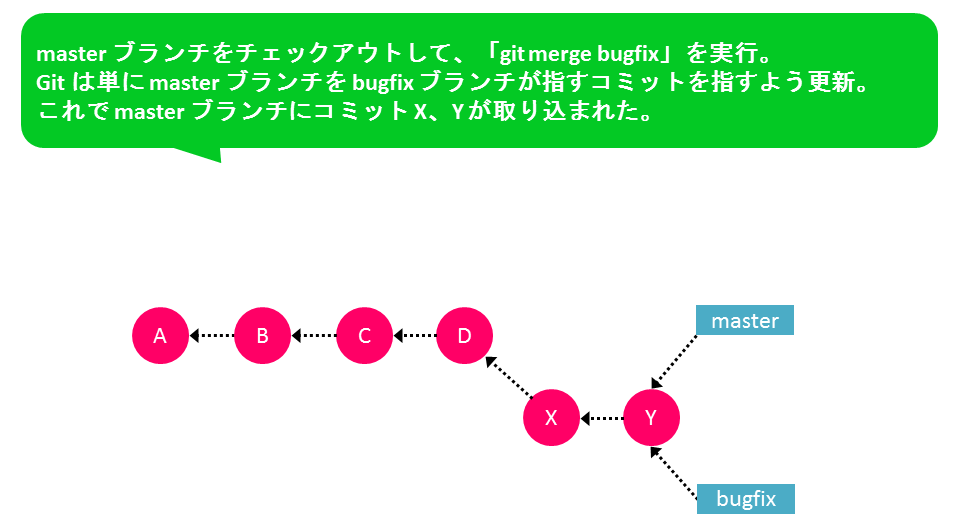 master ブランチをチェックアウトして、「git merge bugfix」を実行。
Git は単に master ブランチを bugfix ブランチが指すコミットを指すよう更新。
これで master ブランチにコミット X、Y が取り込まれた。
A B C D master
X Y
bugfix